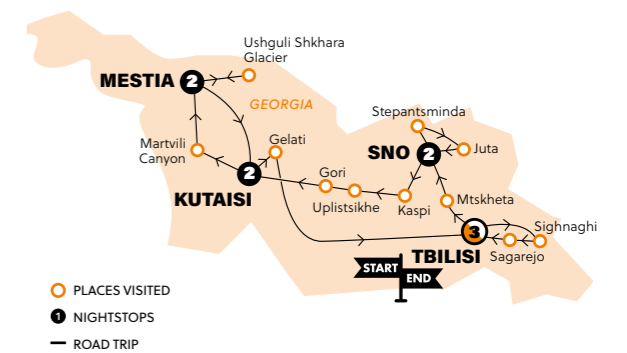 Ushguli Shkhara
Glacier
MESTIA
2
GEORGIA
Stepantsminda
Martvili
Canyon
Gelati
SNO
2
Juta
2
KUTAISI
Gori
Uplistsikhe
Kaspi
Mtskheta
3
Sighnaghi
TBILISI
Sagarejo
START
END
PLACES VISITED
1 NIGHTSTOPS
ROAD TRIP